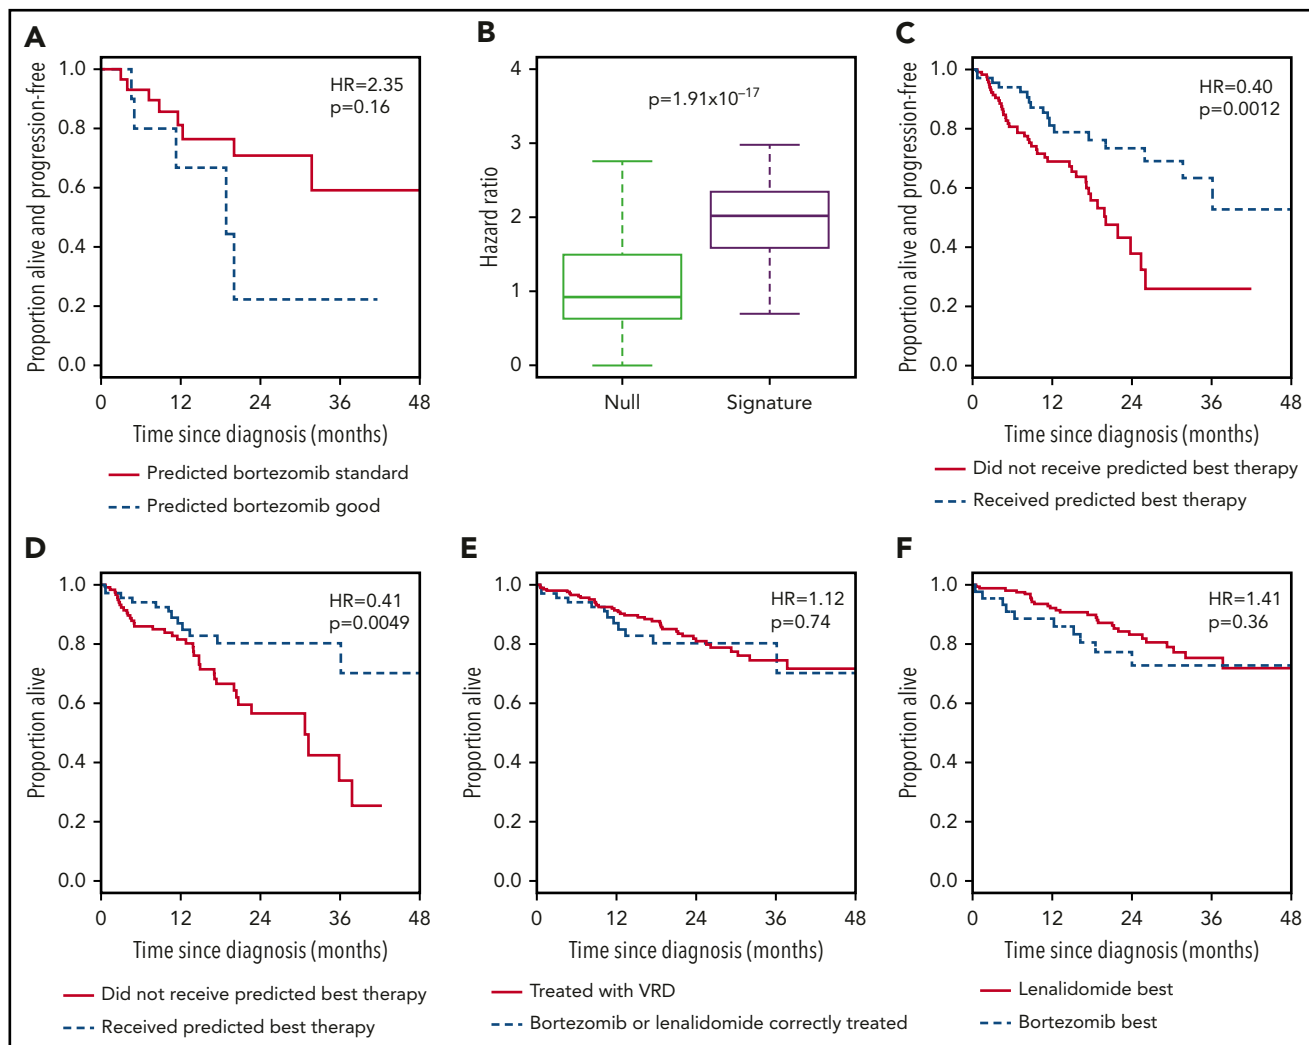 A
Proportion alive and progression-free
1.0
0.8
0.6
0.4
0.2
0.0
HR=2.35
p=0.16
0 12 24 36 48
Time since diagnosis (months)
Predicted bortezomib standard
Predicted bortezomib good
B
Hazard ratio
4
3
2
1
0
p=1.91x10⁻¹⁷
Null Signature
C
Proportion alive and progression-free
1.0
0.8
0.6
0.4
0.2
0.0
HR=0.40
p=0.0012
0 12 24 36 48
Time since diagnosis (months)
Did not receive predicted best therapy
Received predicted best therapy
D
Proportion alive
1.0
0.8
0.6
0.4
0.2
0.0
HR=0.41
p=0.0049
0 12 24 36 48
Time since diagnosis (months)
Did not receive predicted best therapy
Received predicted best therapy
E
Proportion alive
1.0
0.8
0.6
0.4
0.2
0.0
HR=1.12
p=0.74
0 12 24 36 48
Time since diagnosis (months)
Treated with VRD
Bortezomib or lenalidomide correctly treated
F
Proportion alive
1.0
0.8
0.6
0.4
0.2
0.0
HR=1.41
p=0.36
0 12 24 36 48
Time since diagnosis (months)
Lenalidomide best
Bortezomib best